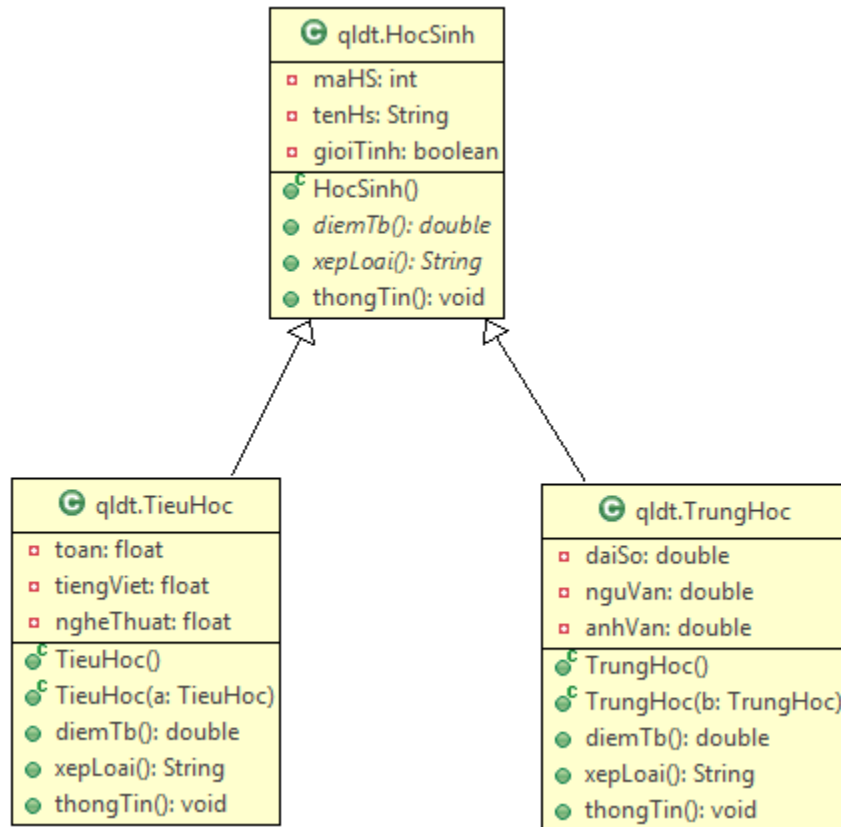 qldt.HocSinh
maHS: int
tenHs: String
gioiTinh: boolean
HocSinh()
diemTb(): double
xepLoai(): String
thongTin(): void
qldt.TieuHoc
toan: float
tiengViet: float
ngheThuat: float
TieuHoc()
TieuHoc(a: TieuHoc)
diemTb(): double
xepLoai(): String
thongTin(): void
qldt.TrungHoc
daiSo: double
nguVan: double
anhVan: double
TrungHoc()
TrungHoc(b: TrungHoc)
diemTb(): double
xepLoai(): String
thongTin(): void